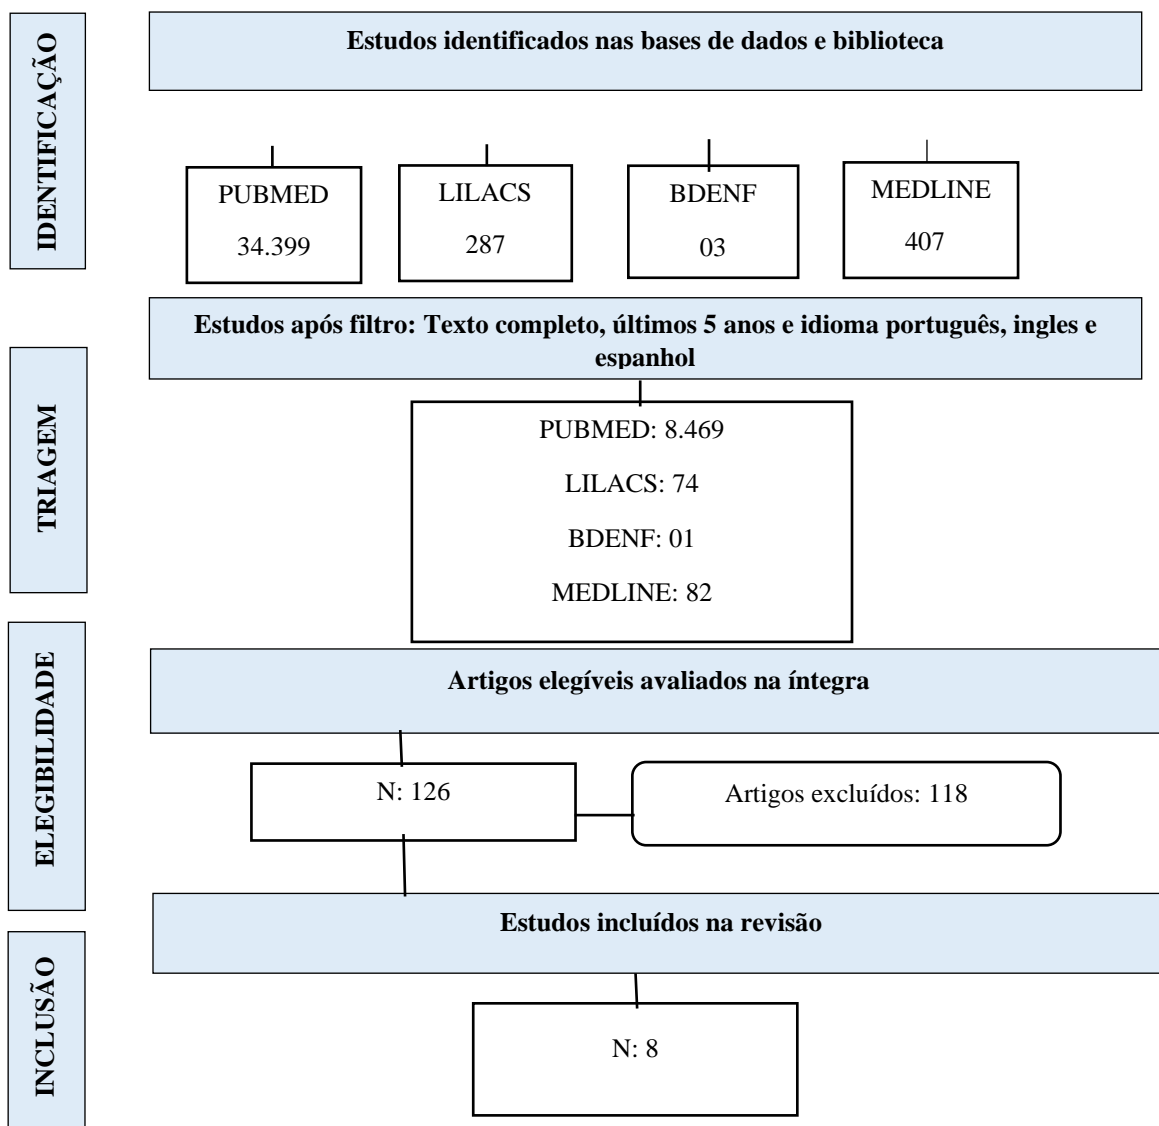 IDENTIFICAÇÃO
Estudos identificados nas bases de dados e biblioteca
PUBMED
34.399
LILACS
287
BDENF
03
MEDLINE
407
TRIAGEM
Estudos após filtro: Texto completo, últimos 5 anos e idioma português, ingles e
espanhol
PUBMED: 8.469
LILACS: 74
BDENF: 01
MEDLINE: 82
ELEGIBILIDADE
Artigos elegíveis avaliados na íntegra
N: 126
Artigos excluídos: 118
INCLUSÃO
Estudos incluídos na revisão
N: 8